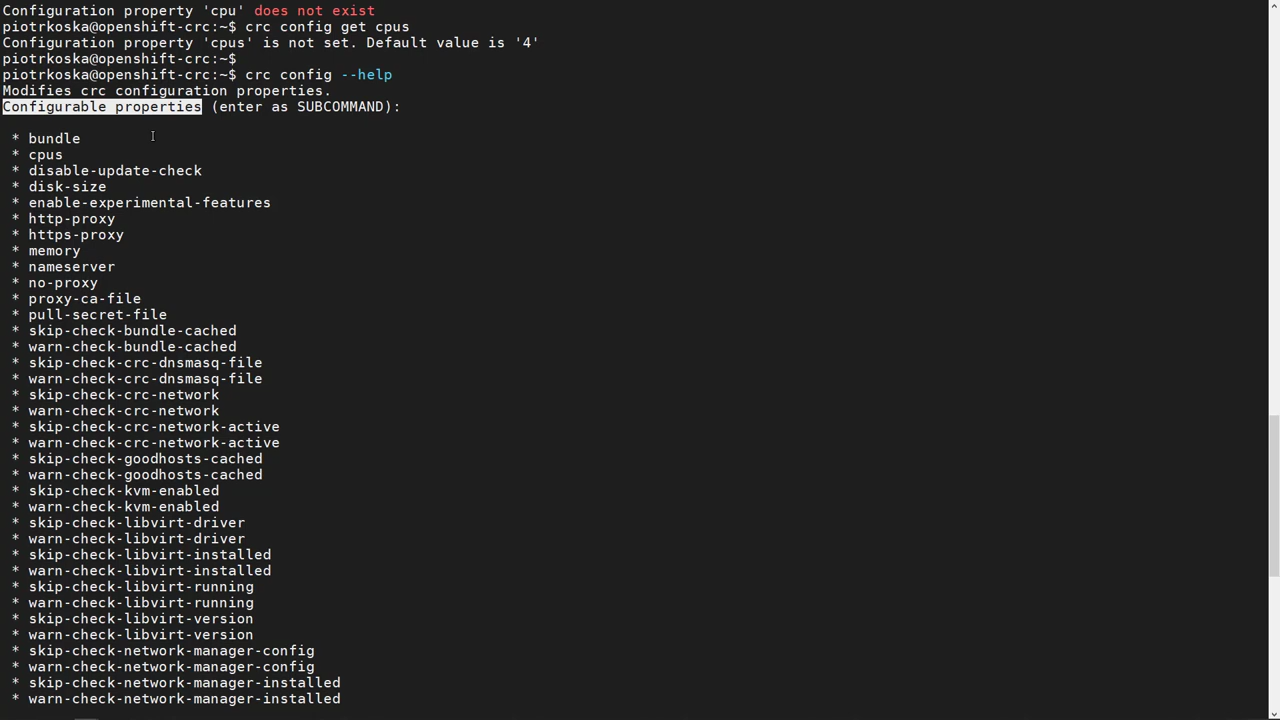 Configuration property 'cpu' does not exist
piotrkoska@openshift-crc:~$ crc config get cpus
Configuration property 'cpus' is not set. Default value is '4'
piotrkoska@openshift-crc:~$
piotrkoska@openshift-crc:~$ crc config --help
Modifies crc configuration properties.
Configurable properties (enter as SUBCOMMAND):
* bundle
* cpus
* disable-update-check
* disk-size
* enable-experimental-features
* http-proxy
* https-proxy
* memory
* nameserver
* no-proxy
* proxy-ca-file
* pull-secret-file
* skip-check-bundle-cached
* warn-check-bundle-cached
* skip-check-crc-dnsmasq-file
* warn-check-crc-dnsmasq-file
* skip-check-crc-network
* warn-check-crc-network
* skip-check-crc-network-active
* warn-check-crc-network-active
* skip-check-goodhosts-cached
* warn-check-goodhosts-cached
* skip-check-kvm-enabled
* warn-check-kvm-enabled
* skip-check-libvirt-driver
* warn-check-libvirt-driver
* skip-check-libvirt-installed
* warn-check-libvirt-installed
* skip-check-libvirt-running
* warn-check-libvirt-running
* skip-check-libvirt-version
* warn-check-libvirt-version
* skip-check-network-manager-config
* warn-check-network-manager-config
* skip-check-network-manager-installed
* warn-check-network-manager-installed